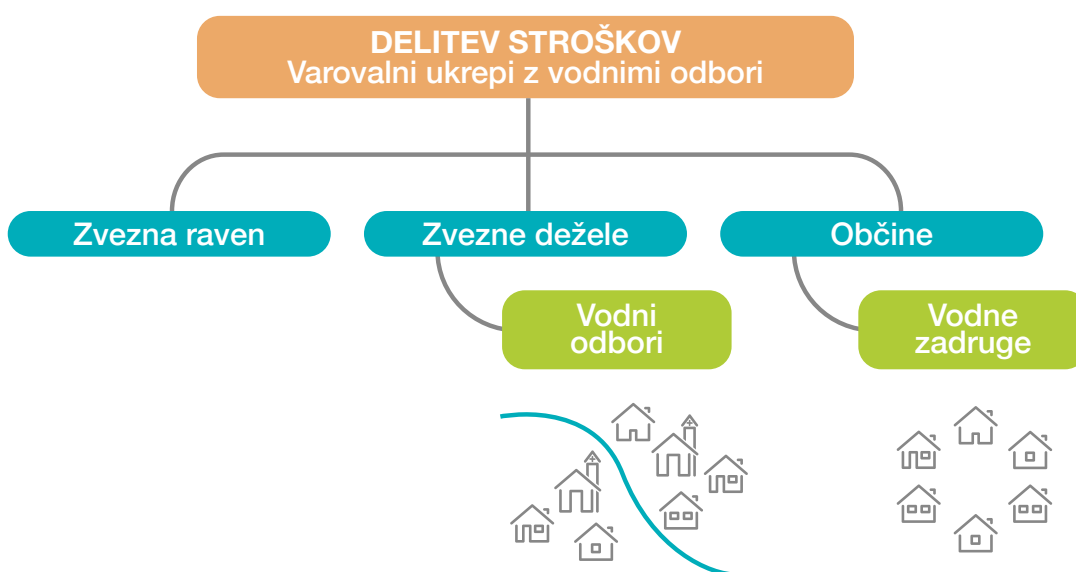 DELITEV STROŠKOV
Varovalni ukrepi z vodnimi odbori
Zvezna raven
Zvezne dežele
Občine
Vodni
odbori
Vodne
zadruge